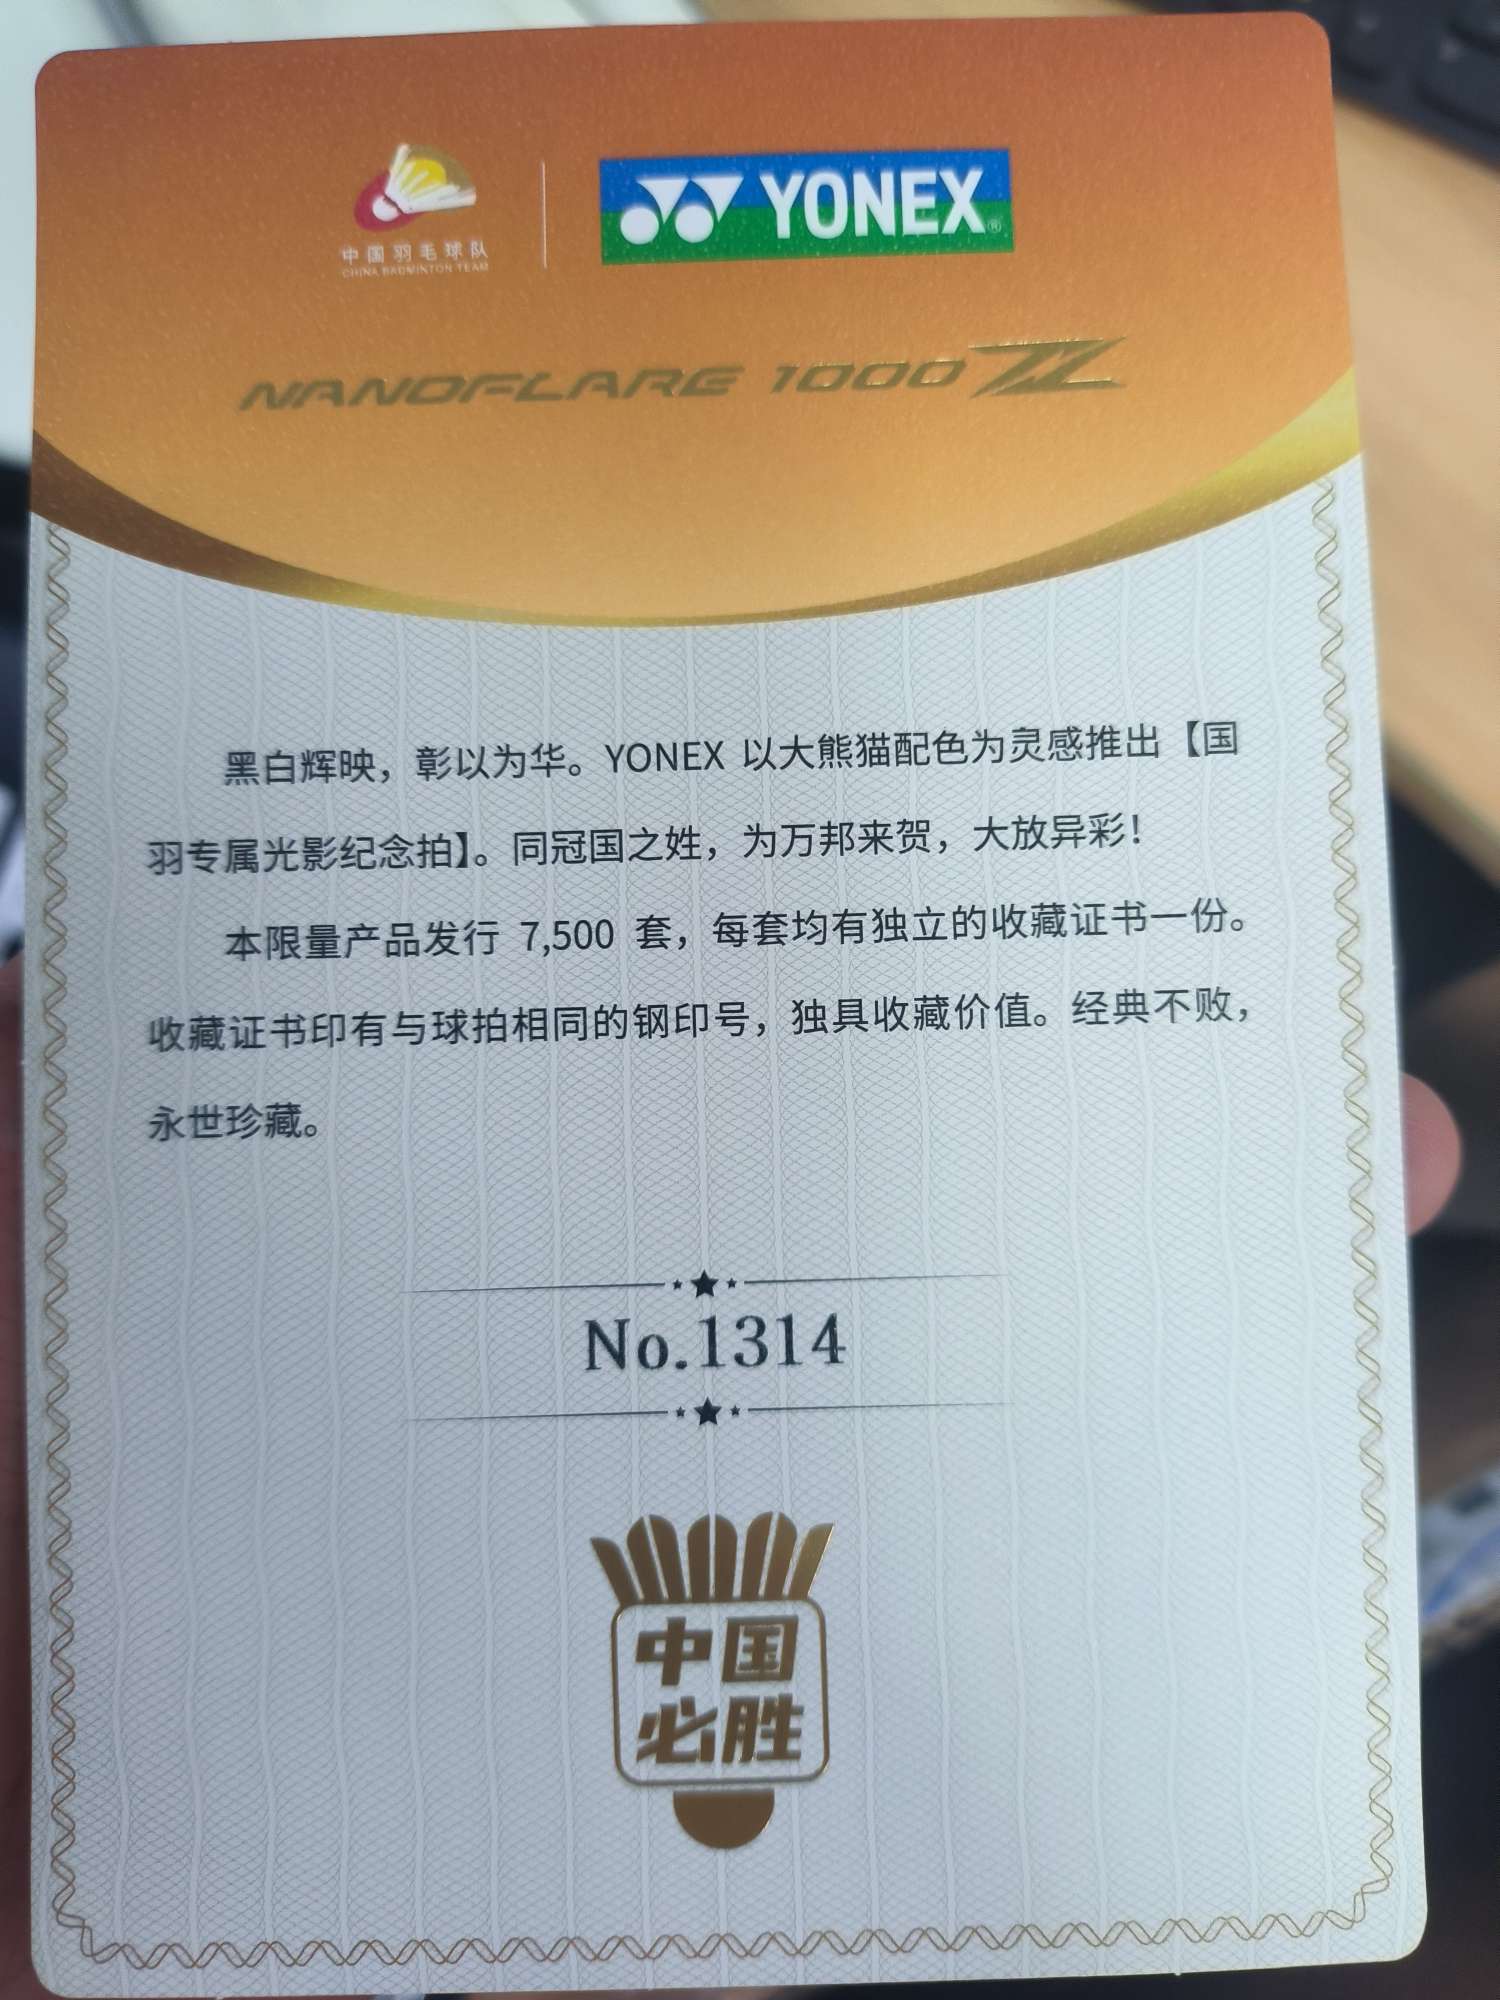 中国羽毛球队
CHINA BADMINTON TEAM
YONEX®
NANOFLARE 1000 Z
黑白辉映，彰以为华。YONEX 以大熊猫配色为灵感推出【国
羽专属光影纪念拍】。同冠国之姓，为万邦来贺，大放异彩！
本限量产品发行 7,500 套，每套均有独立的收藏证书一份。
收藏证书印有与球拍相同的钢印号，独具收藏价值。经典不败，
永世珍藏。
No.1314
中国
必胜